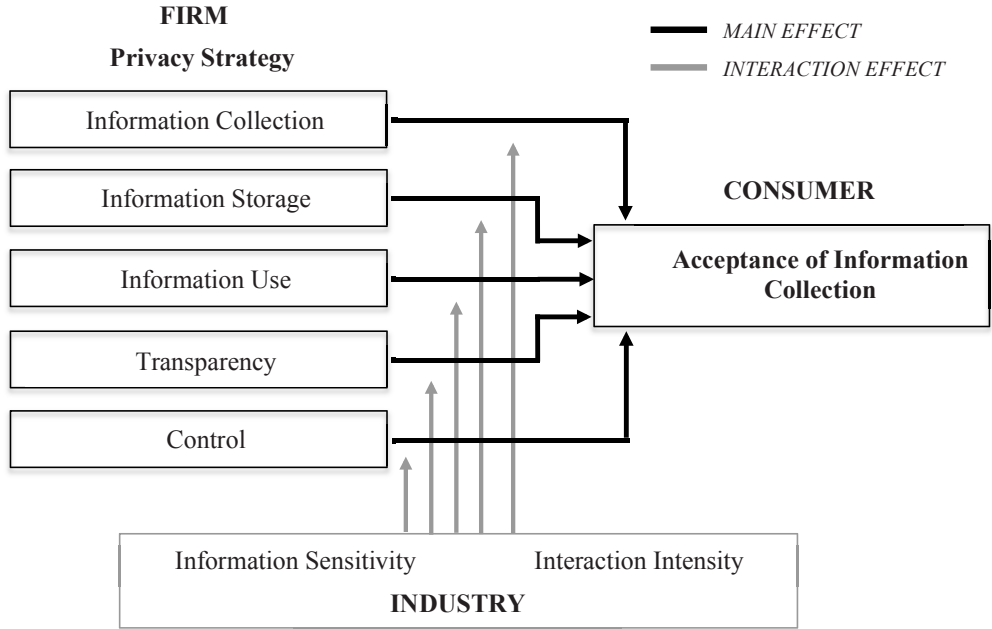 FIRM
Privacy Strategy
MAIN EFFECT
INTERACTION EFFECT
Information Collection
Information Storage
Information Use
Transparency
Control
CONSUMER
Acceptance of Information
Collection
Information Sensitivity
Interaction Intensity
INDUSTRY